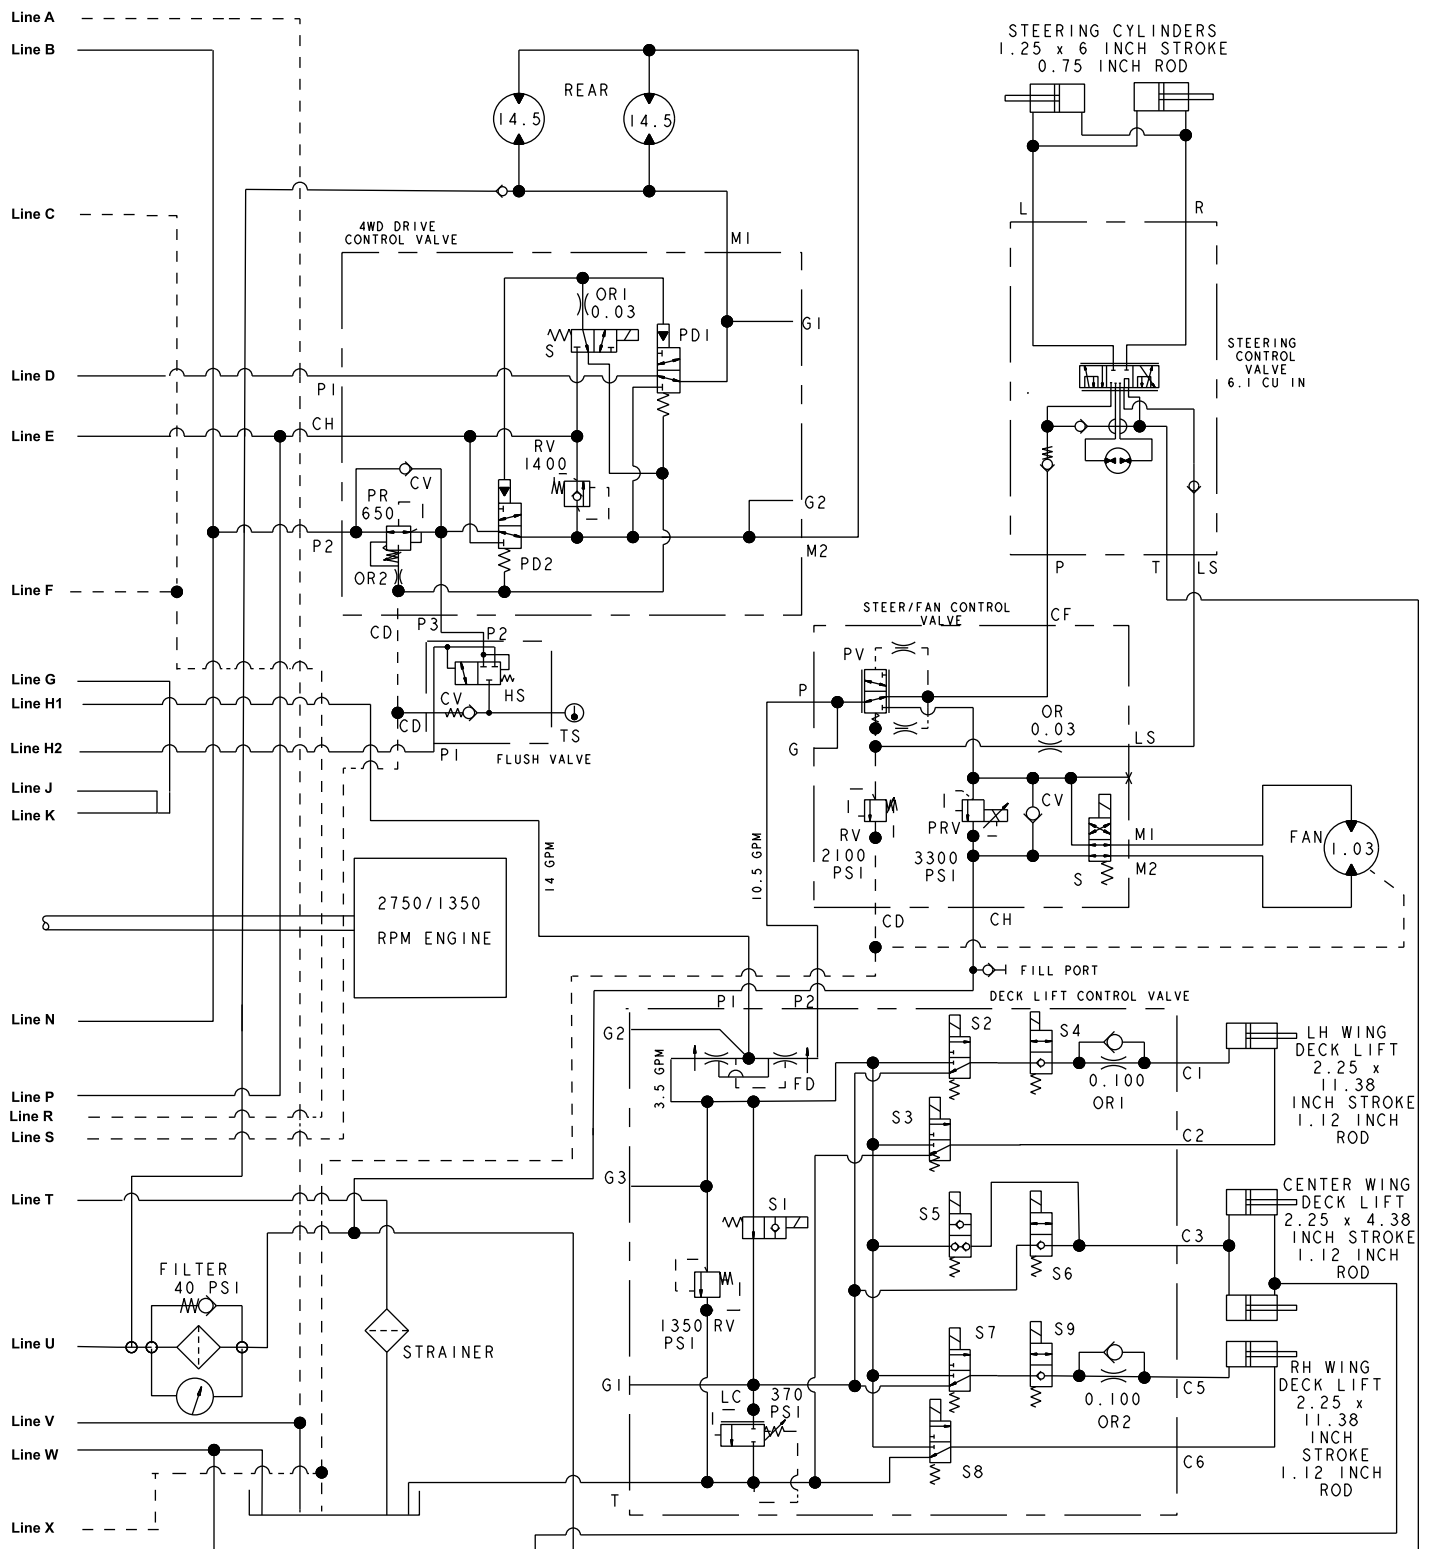 Line A
Line B
STEERING CYLINDERS
1.25 x 6 INCH STROKE
0.75 INCH ROD
REAR
14.5
14.5
Line C
L
R
4WD DRIVE
CONTROL VALVE
M1
OR1
0.03
S
PD1
G1
STEERING
CONTROL
VALVE
6.1 CU IN
Line D
P1
Line E
CH
RV
1400
CV
PR
650
G2
P2
M2
PD2
OR2
P
T
LS
Line F
CD
P3
P2
STEER/FAN CONTROL
VALVE
CF
PV
Line G
Line H1
P
CV
HS
CD
TS
OR
0.03
LS
G
Line H2
P1
FLUSH VALVE
Line J
Line K
CV
RV
2100
PSI
PRV
3300
PSI
S
M1
M2
FAN
1.03
14 GPM
10.5 GPM
2750/1350
RPM ENGINE
CD
CH
FILL PORT
DECK LIFT CONTROL VALVE
P1
P2
Line N
G2
S2
S4
LH WING
DECK LIFT
2.25 x
11.38
INCH STROKE
1.12 INCH
ROD
3.5 GPM
FD
0.100
OR1
C1
Line P
Line R
Line S
S3
C2
G3
Line T
S1
S5
S6
C3
CENTER WING
DECK LIFT
2.25 x 4.38
INCH STROKE
1.12 INCH
ROD
FILTER
40 PSI
1350 RV
PSI
Line U
STRAINER
S7
S9
RH WING
DECK LIFT
2.25 x
11.38
INCH
STROKE
1.12 INCH
ROD
G1
LC
370
PSI
0.100
OR2
C5
Line V
Line W
S8
C6
T
Line X